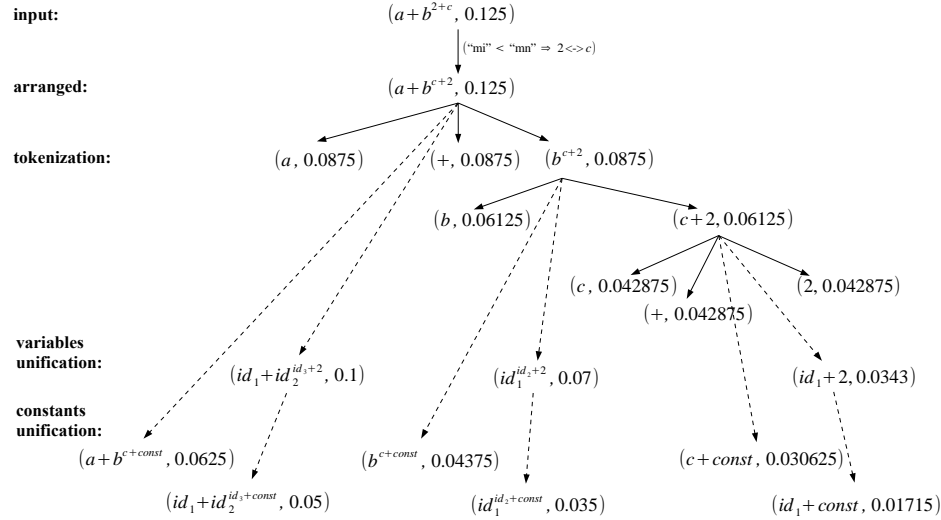 input: (a+b^{2+c}, 0.125)
(“mi” < “mn” ⇒ 2<->c)
arranged: (a+b^{c+2}, 0.125)
tokenization: (a, 0.0875) (+, 0.0875) (b^{c+2}, 0.0875)
(b, 0.06125) (c+2, 0.06125)
(c, 0.042875) (2, 0.042875)
(+, 0.042875)
variables
unification: (id_1+id_2^{id_3+2}, 0.1) (id_1^{id_2+2}, 0.07) (id_1+2, 0.0343)
constants
unification:
(a+b^{c+const}, 0.0625) (b^{c+const}, 0.04375) (c+const, 0.030625)
(id_1+id_2^{id_3+const}, 0.05) (id_1^{id_2+const}, 0.035) (id_1+const, 0.01715)